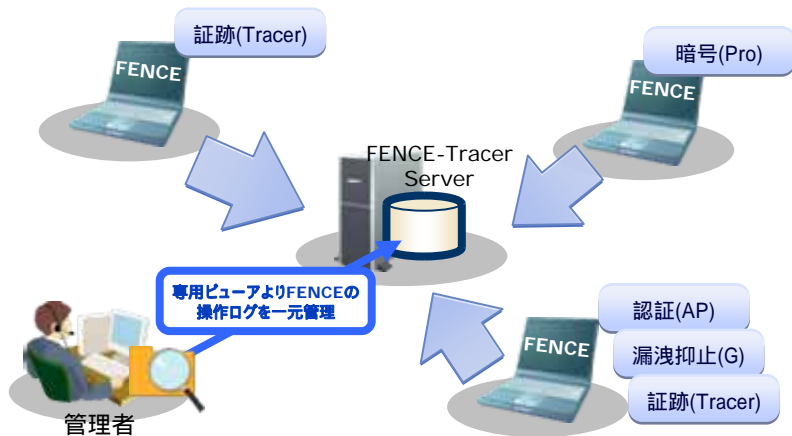 証跡(Tracer)
FENCE
暗号(Pro)
FENCE
FENCE-Tracer
Server
専用ビューアよりFENCEの
操作ログを一元管理
管理者
FENCE
認証(AP)
漏洩抑止(G)
証跡(Tracer)